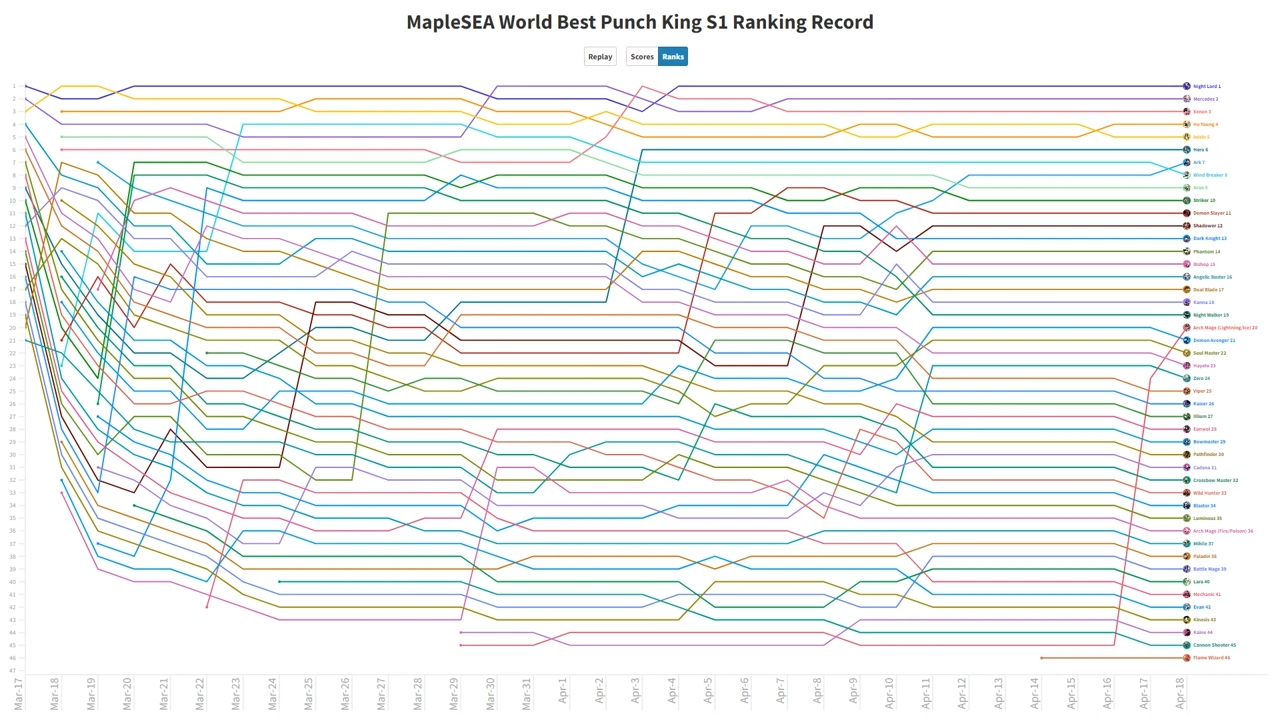 MapleSEA World Best Punch King S1 Ranking Record
Replay Scores Ranks
1 Night Lord 1
2 Mercedes 2
3 Xenon 3
4 Ho Young 4
5 Adele 5
6 Hero 6
7 Ark 7
8 Wind Breaker 8
9
10 Striker 10
11 Demon Slayer 11
12 Shadower 12
13 Dark Knight 13
14 Phantom 14
15 Bishop 15
16 Angelic Buster 16
17 Dual Blade 17
18 Kanna 18
19 Night Walker 19
20 Arch Mage (Lightning/Ice) 20
21 Demon Avenger 21
22 Soul Master 22
23 Hayato 23
24 Zero 24
25 Viper 25
26 Kaiser 26
27 Illium 27
28
29 Bowmaster 29
30 Pathfinder 30
31 Cadena 31
32 Crossbow Master 32
33 Wild Hunter 33
34 Blaster 34
35 Luminous 35
36 Arch Mage (Fire/Poison) 36
37 Mihile 37
38 Paladin 38
39 Battle Mage 39
40 Lara 40
41 Mechanic 41
42 Evan 42
43 Kinesis 43
44 Kaine 44
45 Cannon Shooter 45
46 Flame Wizard 46
47
Mar-17 Mar-18 Mar-19 Mar-20 Mar-21 Mar-22 Mar-23 Mar-24 Mar-25 Mar-26 Mar-27 Mar-28 Mar-29 Mar-30 Mar-31 Apr-1 Apr-2 Apr-3 Apr-4 Apr-5 Apr-6 Apr-7 Apr-8 Apr-9 Apr-10 Apr-11 Apr-12 Apr-13 Apr-14 Apr-15 Apr-16 Apr-17 Apr-18